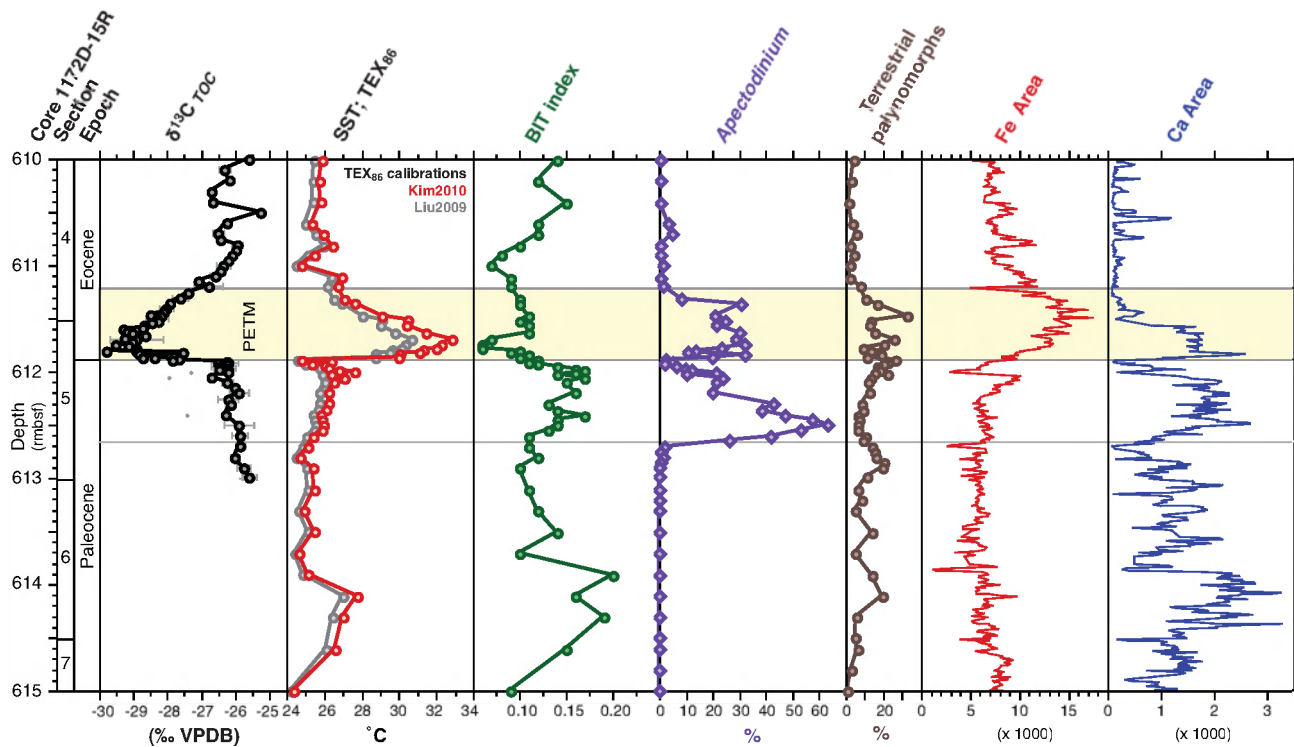 Core 1172D-15R
Section
Epoch
δ13C TOC
SST; TEX86
BIT index
Apectodinium
Terrestrial
palynomorphs
Fe Area
Ca Area
TEX86 calibrations
Kim2010
Liu2009
610
611
612
613
614
615
Depth
(rmbsf)
4
5
6
7
Eocene
Paleocene
PETM
-30 -29 -28 -27 -26 -25
24 26 28 30 32 34
0.10 0.15 0.20
0 10 20 30 40 50 60
0 20 40
0 5 10 15
0 1 2 3
(‰ VPDB)
˚C
%
%
(x 1000)
(x 1000)